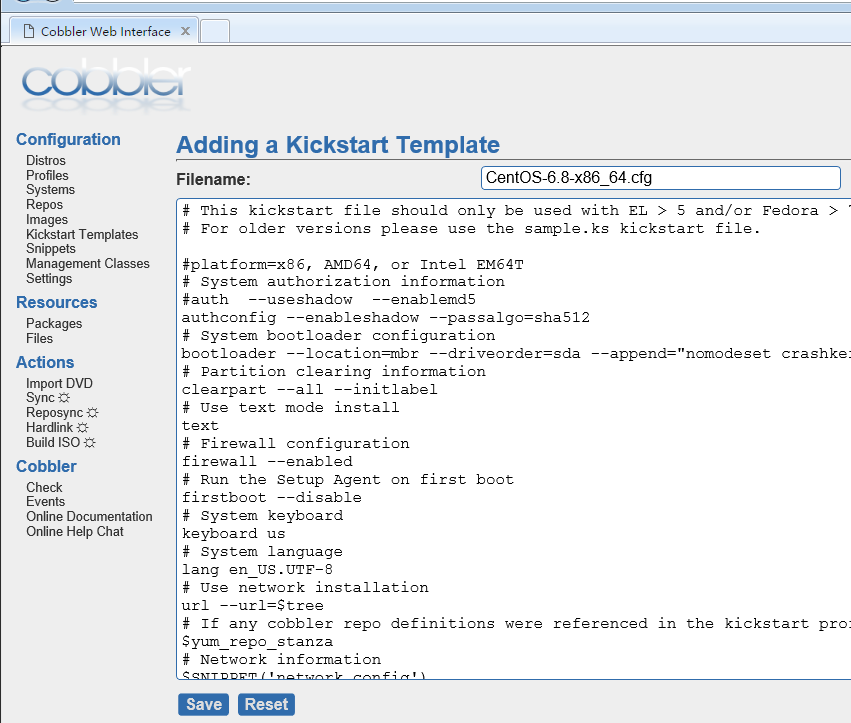 Cobbler Web Interface
cobbler
Configuration
Distros
Profiles
Systems
Repos
Images
Kickstart Templates
Snippets
Management Classes
Settings
Resources
Packages
Files
Actions
Import DVD
Sync
Reposync
Hardlink
Build ISO
Cobbler
Check
Events
Online Documentation
Online Help Chat
Adding a Kickstart Template
Filename: CentOS-6.8-x86_64.cfg
# This kickstart file should only be used with EL > 5 and/or Fedora >
# For older versions please use the sample.ks kickstart file.
#platform=x86, AMD64, or Intel EM64T
# System authorization information
#auth  --useshadow  --enablemd5
authconfig --enableshadow --passalgo=sha512
# System bootloader configuration
bootloader --location=mbr --driveorder=sda --append="nomodeset
# Partition clearing information
clearpart --all --initlabel
# Use text mode install
text
# Firewall configuration
firewall --enabled
# Run the Setup Agent on first boot
firstboot --disable
# System keyboard
keyboard us
# System language
lang en_US.UTF-8
# Use network installation
url --url=$tree
# If any cobbler repo definitions were referenced in the kickstart
$yum_repo_stanza
# Network information
$SNIPPET('network_config')
Save
Reset